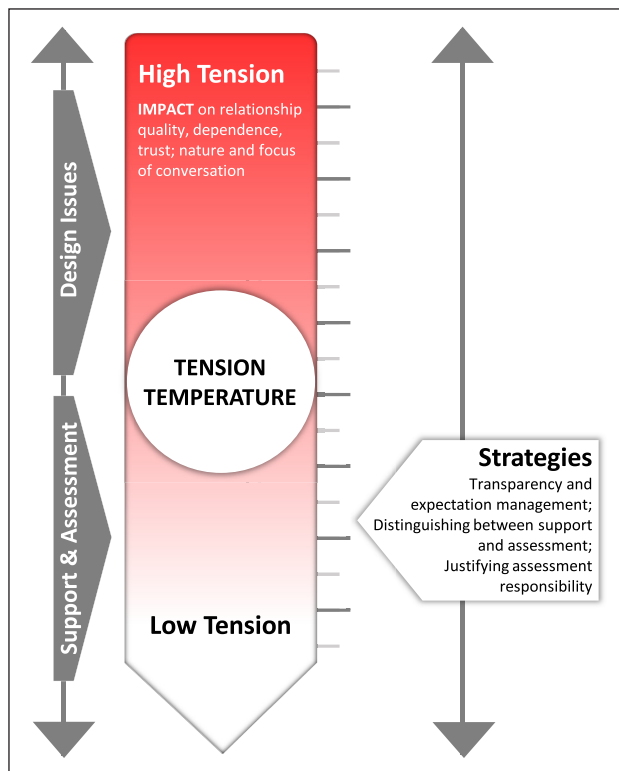 High Tension
IMPACT on relationship
quality, dependence,
trust; nature and focus
of conversation
Design Issues
TENSION
TEMPERATURE
Support & Assessment
Strategies
Transparency and
expectation management;
Distinguishing between support
and assessment;
Justifying assessment
responsibility
Low Tension